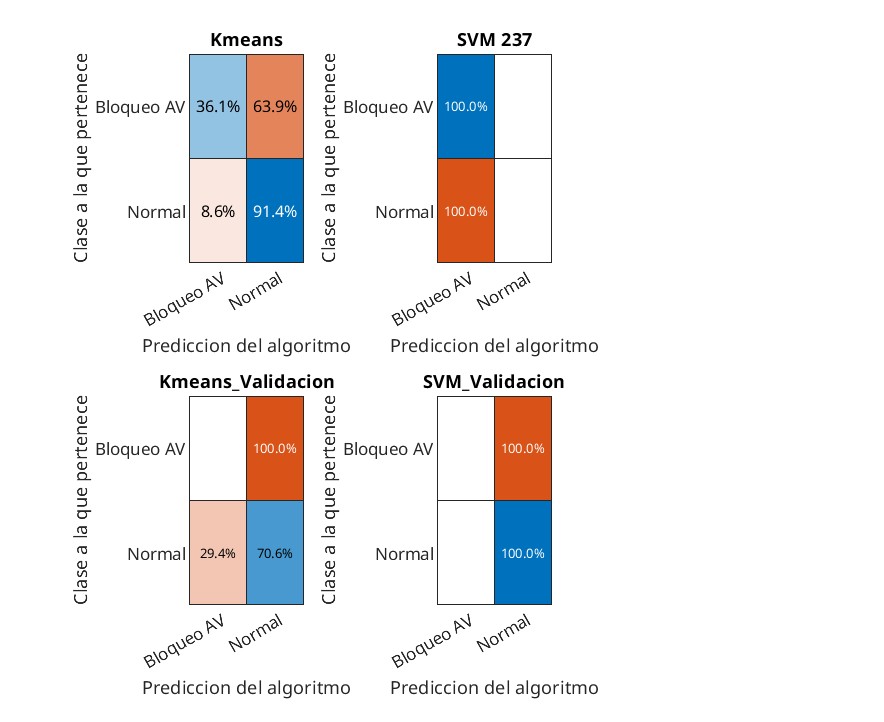 Kmeans
Clase a la que pertenece
Bloqueo AV
36.1%
63.9%
Normal
8.6%
91.4%
Bloqueo AV
Normal
Prediccion del algoritmo
SVM 237
Clase a la que pertenece
Bloqueo AV
100.0%
Normal
100.0%
Bloqueo AV
Normal
Prediccion del algoritmo
Kmeans_Validacion
Clase a la que pertenece
Bloqueo AV
100.0%
Normal
29.4%
70.6%
Bloqueo AV
Normal
Prediccion del algoritmo
SVM_Validacion
Clase a la que pertenece
Bloqueo AV
100.0%
Normal
100.0%
Bloqueo AV
Normal
Prediccion del algoritmo